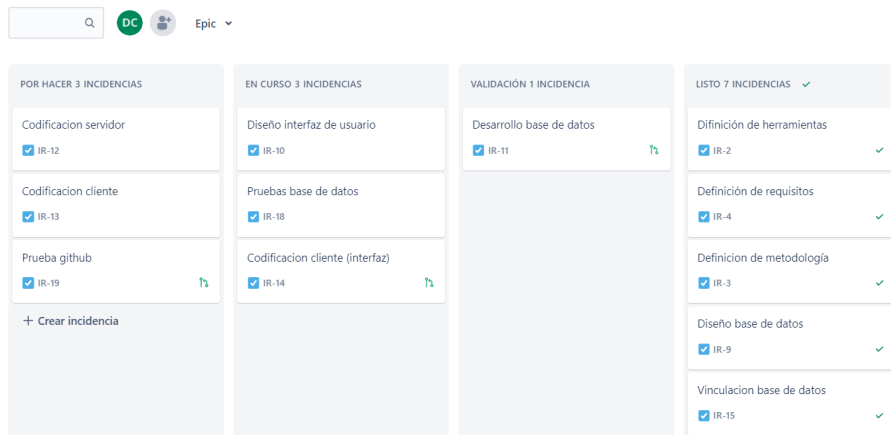 DC
Epic
POR HACER 3 INCIDENCIAS
Codificacion servidor
IR-12
Codificacion cliente
IR-13
Prueba github
IR-19
+ Crear incidencia
EN CURSO 3 INCIDENCIAS
Diseño interfaz de usuario
IR-10
Pruebas base de datos
IR-18
Codificacion cliente (interfaz)
IR-14
VALIDACIÓN 1 INCIDENCIA
Desarrollo base de datos
IR-11
LISTO 7 INCIDENCIAS
Difinición de herramientas
IR-2
Definición de requisitos
IR-4
Definicion de metodología
IR-3
Diseño base de datos
IR-9
Vinculacion base de datos
IR-15